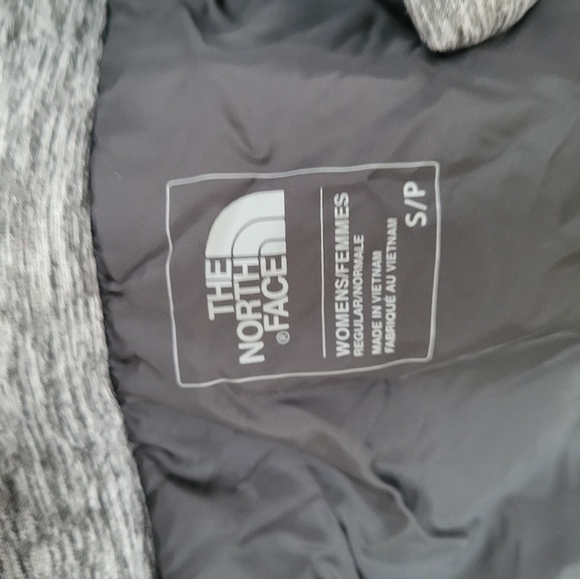 THE
NORTH
FACE®
WOMENS/FEMMES
REGULAR/NORMALE
MADE IN VIETNAM
FABRIQUÉ AU VIETNAM
S/P